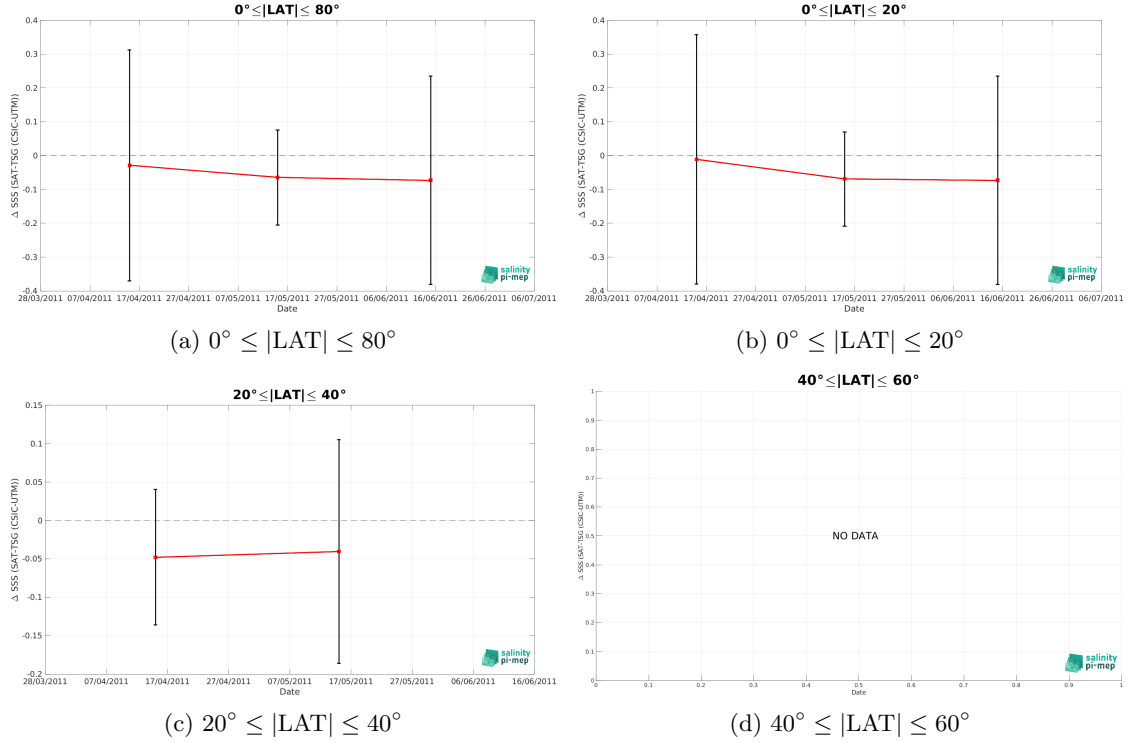 0°≤|LAT|≤ 80°
0.4
0.3
0.2
0.1
0
-0.1
-0.2
-0.3
-0.4
Δ SSS (SAT-TSG (CSIC-UTM))
28/03/2011 07/04/2011 17/04/2011 27/04/2011 07/05/2011 17/05/2011 27/05/2011 06/06/2011 16/06/2011 26/06/2011 06/07/2011
Date
salinity
pi-mep
(a) 0° ≤ |LAT| ≤ 80°
0°≤|LAT|≤ 20°
0.4
0.3
0.2
0.1
0
-0.1
-0.2
-0.3
-0.4
Δ SSS (SAT-TSG (CSIC-UTM))
28/03/2011 07/04/2011 17/04/2011 27/04/2011 07/05/2011 17/05/2011 27/05/2011 06/06/2011 16/06/2011 26/06/2011 06/07/2011
Date
salinity
pi-mep
(b) 0° ≤ |LAT| ≤ 20°
20°≤|LAT|≤ 40°
0.15
0.1
0.05
0
-0.05
-0.1
-0.15
-0.2
Δ SSS (SAT-TSG (CSIC-UTM))
28/03/2011 07/04/2011 17/04/2011 27/04/2011 07/05/2011 17/05/2011 27/05/2011 06/06/2011 16/06/2011
Date
salinity
pi-mep
(c) 20° ≤ |LAT| ≤ 40°
40°≤|LAT|≤ 60°
1
0.9
0.8
0.7
0.6
0.5
0.4
0.3
0.2
0.1
0
Δ SSS (SAT-TSG (CSIC-UTM))
NO DATA
0 0.1 0.2 0.3 0.4 0.5 0.6 0.7 0.8 0.9 1
Date
salinity
pi-mep
(d) 40° ≤ |LAT| ≤ 60°